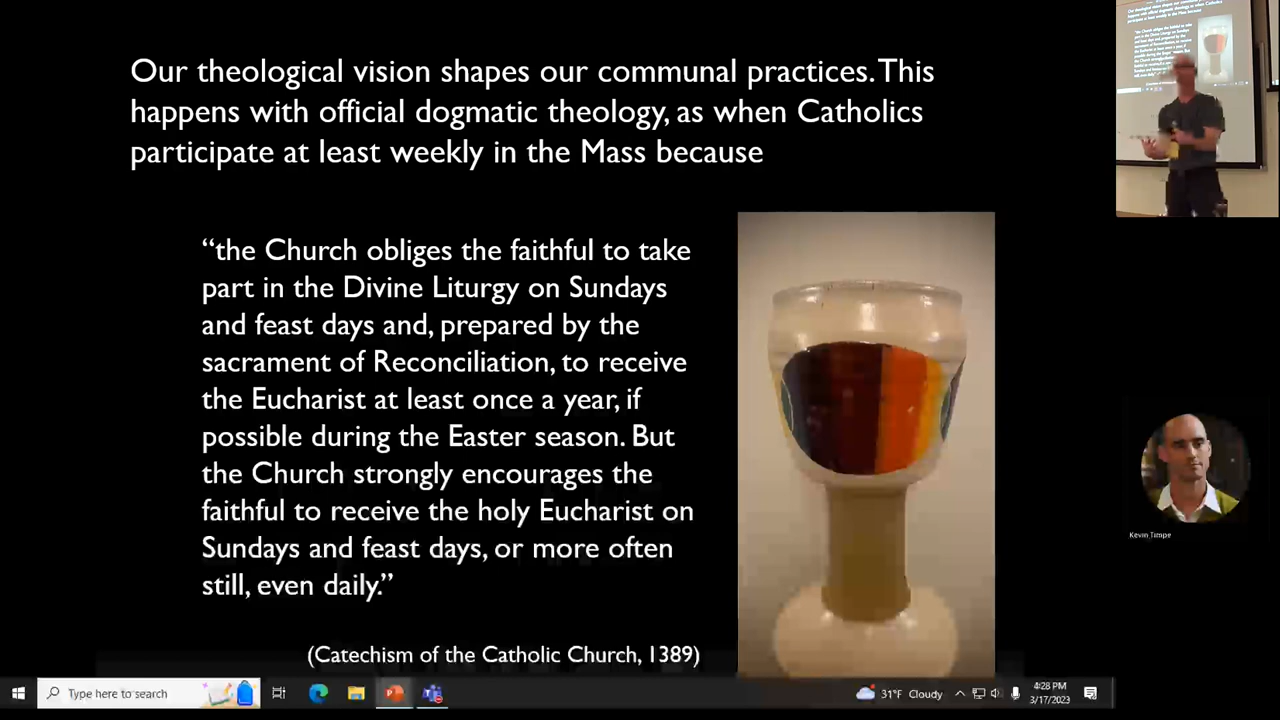 Our theological vision shapes our communal practices. This
happens with official dogmatic theology, as when Catholics
participate at least weekly in the Mass because
“the Church obliges the faithful to take
part in the Divine Liturgy on Sundays
and feast days and, prepared by the
sacrament of Reconciliation, to receive
the Eucharist at least once a year, if
possible during the Easter season. But
the Church strongly encourages the
faithful to receive the holy Eucharist on
Sundays and feast days, or more often
still, even daily.”
(Catechism of the Catholic Church, 1389)
Kevin Timpe
Type here to search
31°F Cloudy
4:28 PM
3/17/2023